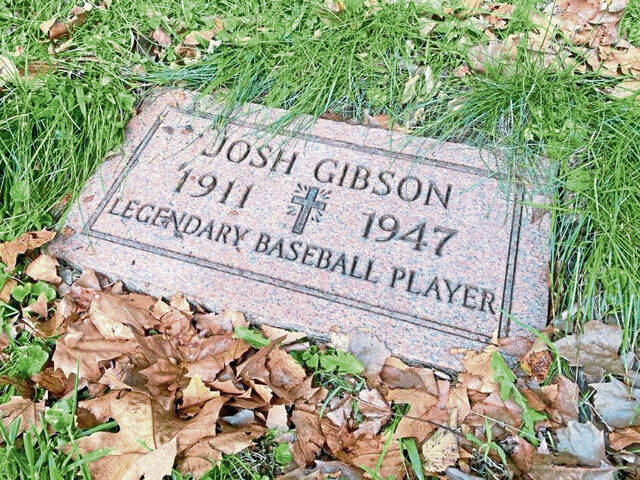 JOSH GIBSON
1911 1947
LEGENDARY BASEBALL PLAYER